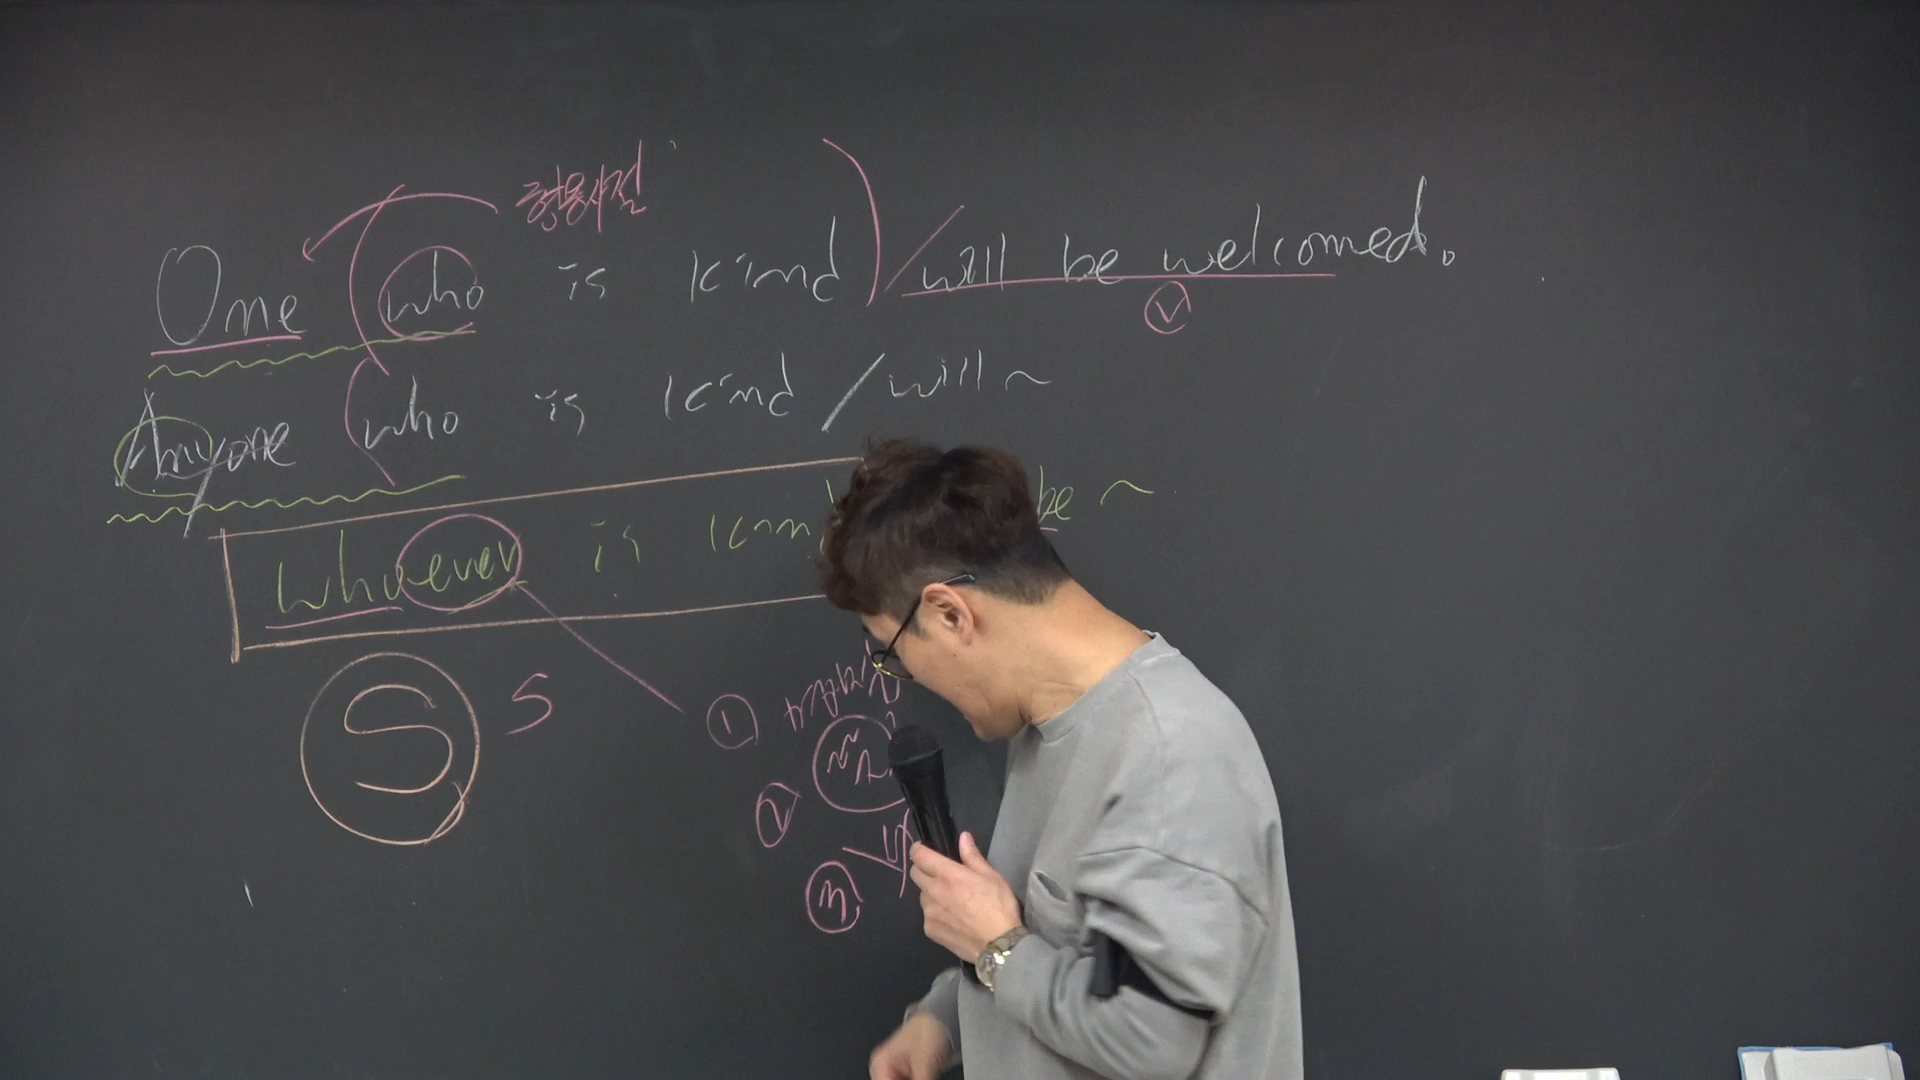 형용사절
One (who is kind) / will be welcomed.
V
Anyone (who is kind / will ~
whoever is kin be ~
S S
①
②
③